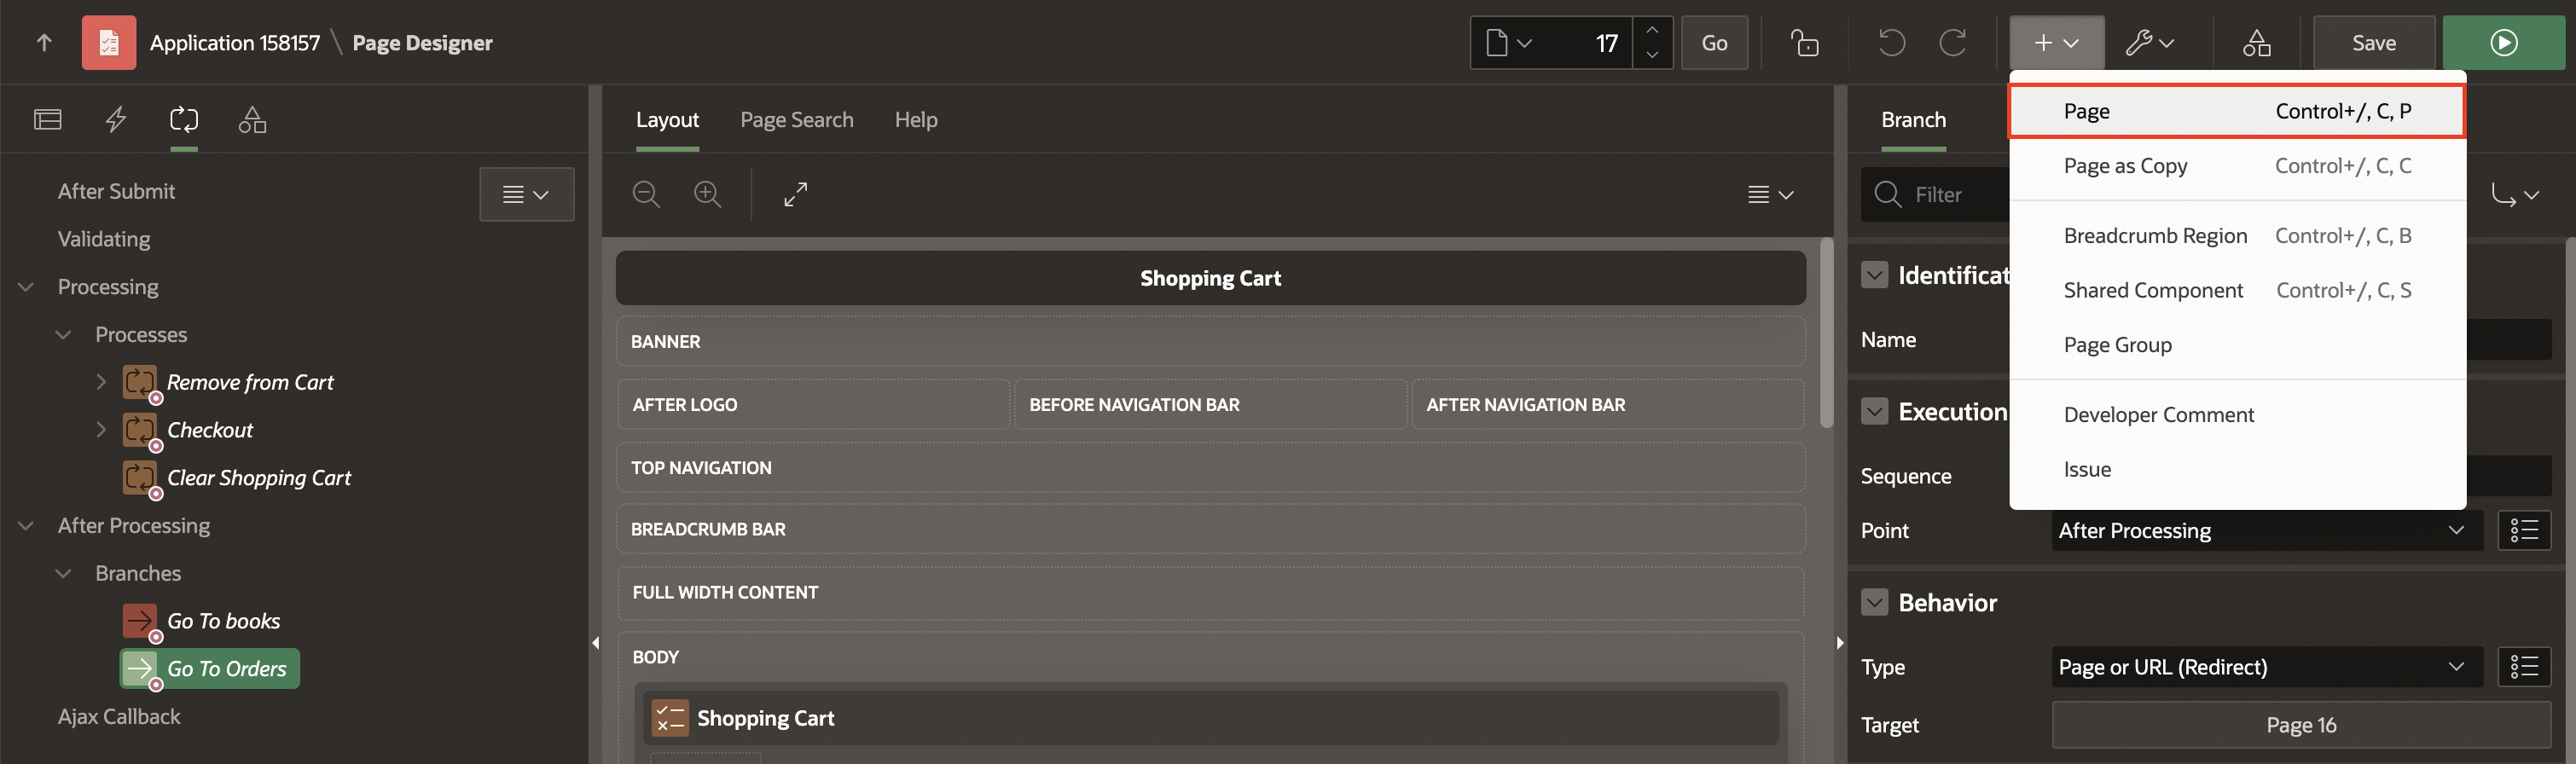 Application 158157 \ Page Designer
17
Go
Save
Layout
Page Search
Help
Branch
Page Control+/, C, P
Page as Copy Control+/, C, C
Breadcrumb Region Control+/, C, B
Shared Component Control+/, C, S
Page Group
Developer Comment
Issue
After Submit
Validating
Processing
Processes
Remove from Cart
Checkout
Clear Shopping Cart
After Processing
Branches
Go To books
Go To Orders
Ajax Callback
Shopping Cart
BANNER
AFTER LOGO
BEFORE NAVIGATION BAR
AFTER NAVIGATION BAR
TOP NAVIGATION
BREADCRUMB BAR
FULL WIDTH CONTENT
BODY
Shopping Cart
Filter
Identificat
Name
Execution
Sequence
Point After Processing
Behavior
Type Page or URL (Redirect)
Target Page 16